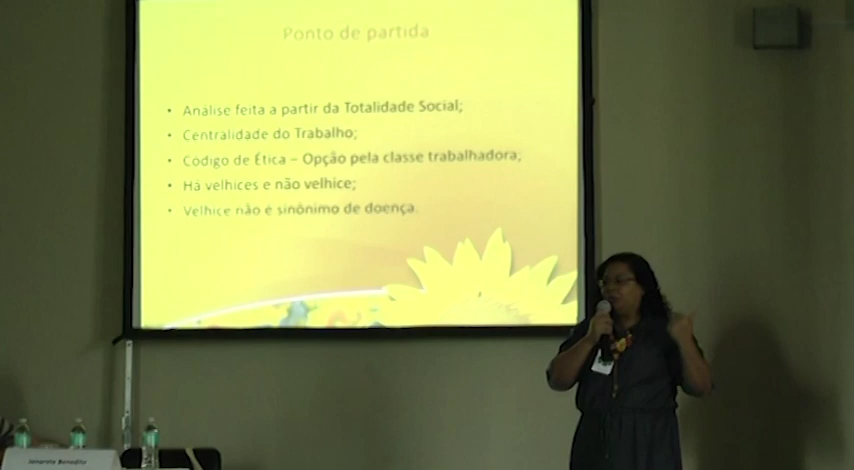 Ponto de partida
• Análise feita a partir da Totalidade Social;
• Centralidade do Trabalho;
• Código de Ética – Opção pela classe trabalhadora;
• Há velhices e não velhice;
• Velhice não é sinônimo de doença.
Benedito